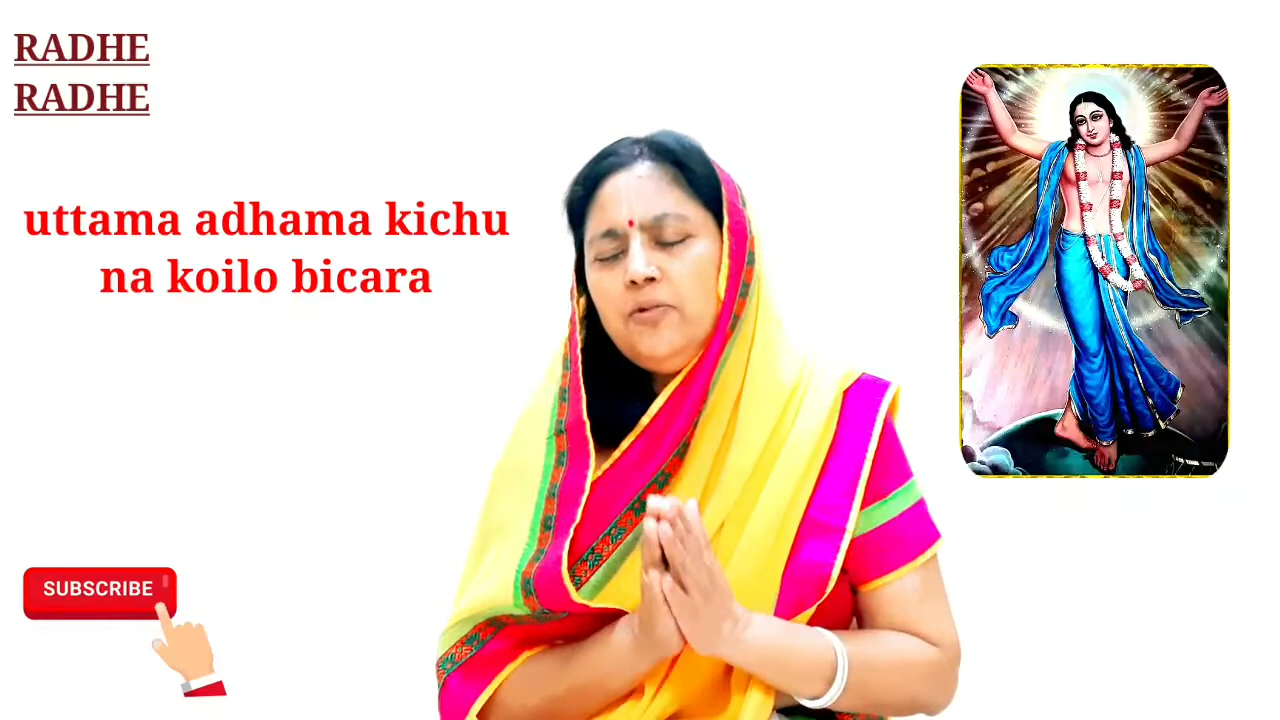 RADHE
RADHE
uttama adhama kichu
na koilo bicara
SUBSCRIBE